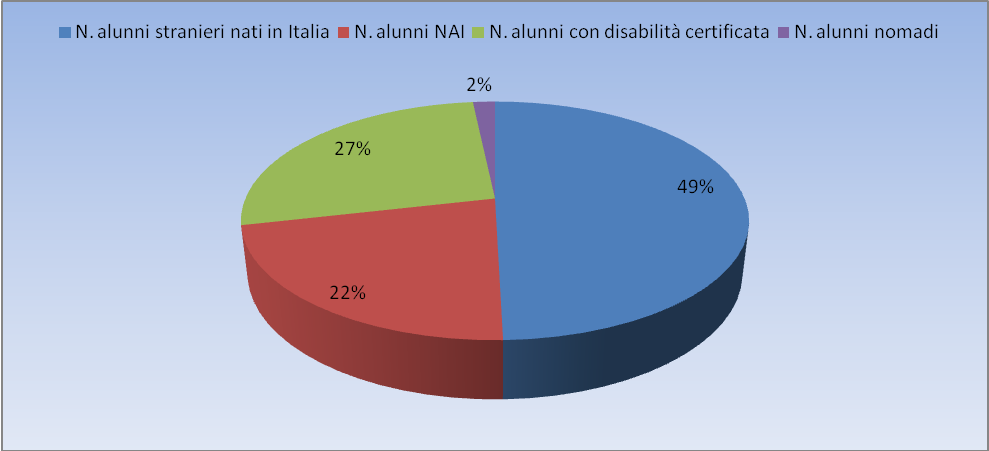 N. alunni stranieri nati in Italia N. alunni NAI N. alunni con disabilità certificata N. alunni nomadi
2%
27%
49%
22%